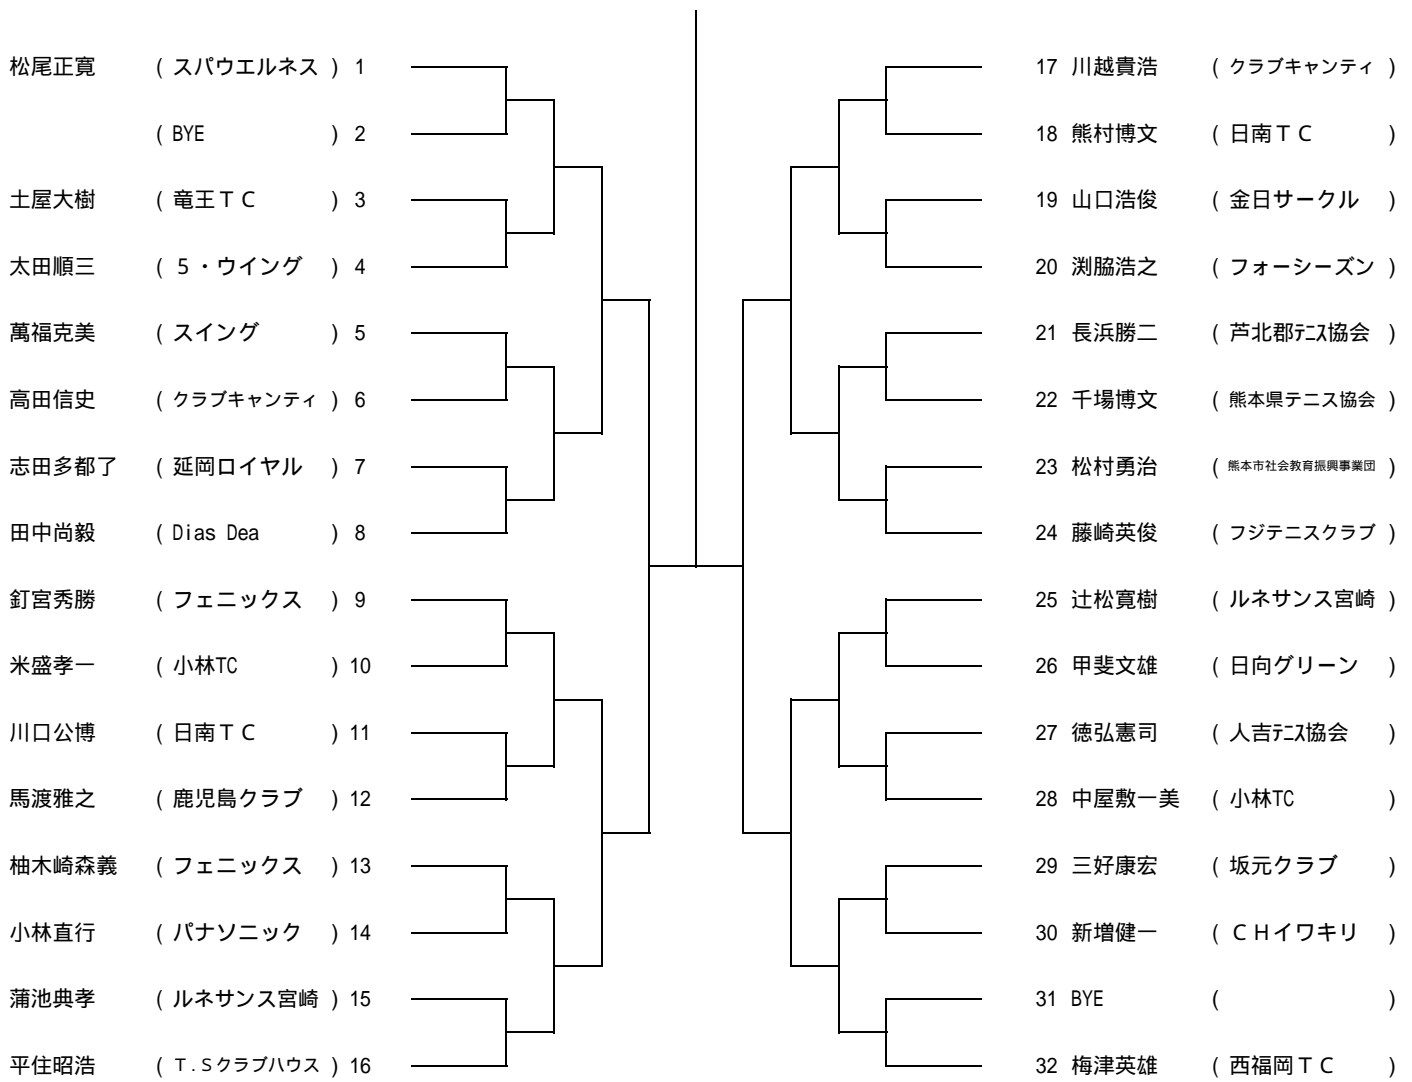 松尾正寛 ( スパウエルネス ) 1
( BYE ) 2
土屋大樹 ( 竜王ＴＣ ) 3
太田順三 ( ５・ウイング ) 4
萬福克美 ( スイング ) 5
高田信史 ( クラブキャンティ ) 6
志田多都了 ( 延岡ロイヤル ) 7
田中尚毅 ( Dias Dea ) 8
釘宮秀勝 ( フェニックス ) 9
米盛孝一 ( 小林TC ) 10
川口公博 ( 日南ＴＣ ) 11
馬渡雅之 ( 鹿児島クラブ ) 12
柚木崎森義 ( フェニックス ) 13
小林直行 ( パナソニック ) 14
蒲池典孝 ( ルネサンス宮崎 ) 15
平住昭浩 ( Ｔ.Ｓクラブハウス ) 16
17 川越貴浩 ( クラブキャンティ )
18 熊村博文 ( 日南ＴＣ )
19 山口浩俊 ( 金日サークル )
20 渕脇浩之 ( フォーシーズン )
21 長浜勝二 ( 芦北郡ﾃﾆｽ協会 )
22 千場博文 ( 熊本県テニス協会 )
23 松村勇治 ( 熊本市社会教育振興事業団 )
24 藤崎英俊 ( フジテニスクラブ )
25 辻松寛樹 ( ルネサンス宮崎 )
26 甲斐文雄 ( 日向グリーン )
27 徳弘憲司 ( 人吉ﾃﾆｽ協会 )
28 中屋敷一美 ( 小林TC )
29 三好康宏 ( 坂元クラブ )
30 新増健一 ( ＣＨイワキリ )
31 BYE ( )
32 梅津英雄 ( 西福岡ＴＣ )